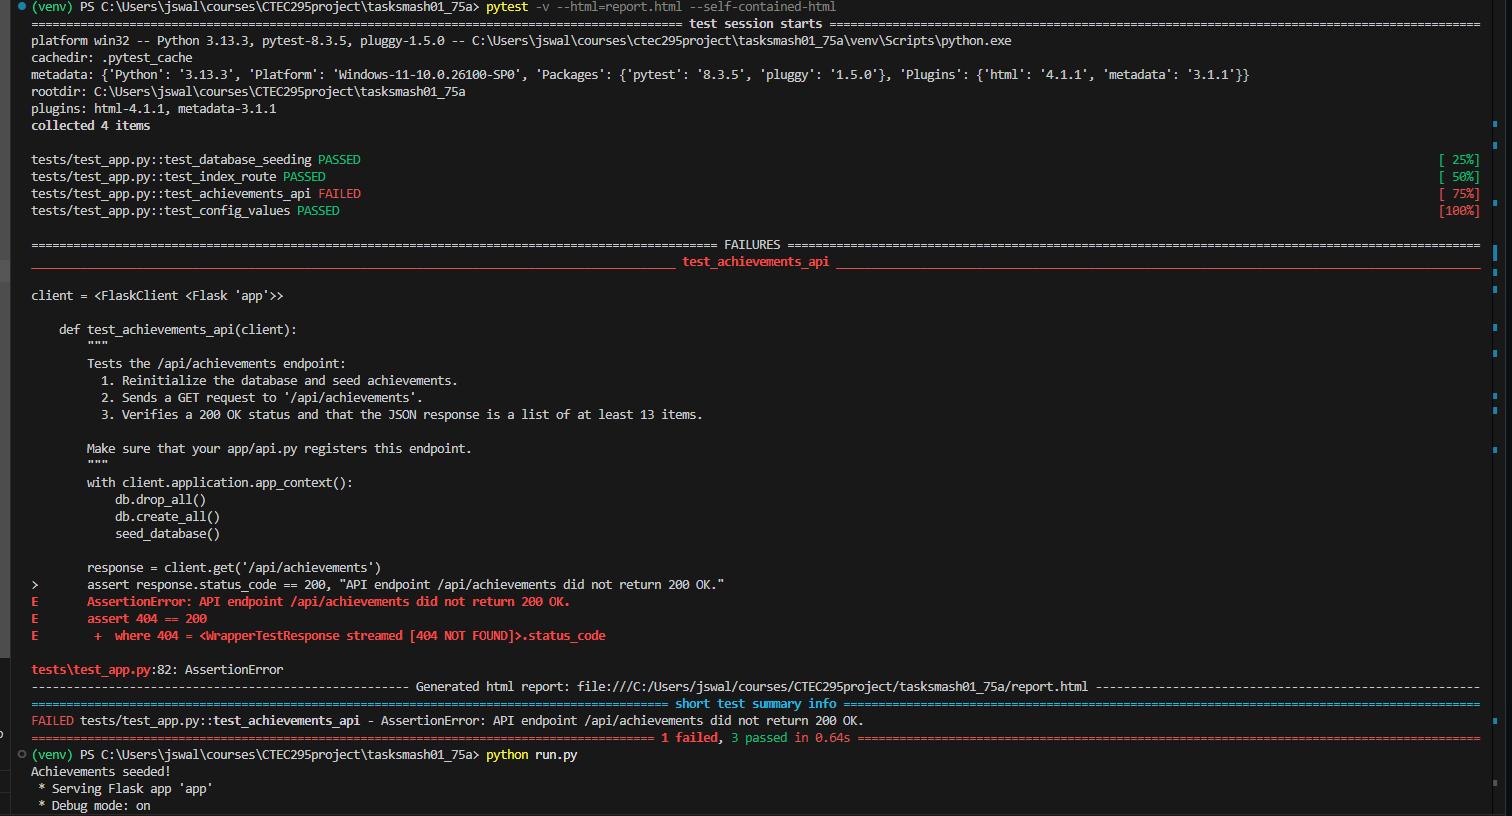 (venv) PS C:\Users\jswal\courses\CTEC295project\tasksmash01_75a> pytest -v --html=report.html --self-contained-html
============================== test session starts ==============================
platform win32 -- Python 3.13.3, pytest-8.3.5, pluggy-1.5.0 -- C:\Users\jswal\courses\ctec295project\tasksmash01_75a\venv\Scripts\python.exe
cachedir: .pytest_cache
metadata: {'Python': '3.13.3', 'Platform': 'Windows-11-10.0.26100-SP0', 'Packages': {'pytest': '8.3.5', 'pluggy': '1.5.0'}, 'Plugins': {'html': '4.1.1', 'metadata': '3.1.1'}}
rootdir: C:\Users\jswal\courses\CTEC295project\tasksmash01_75a
plugins: html-4.1.1, metadata-3.1.1
collected 4 items
tests/test_app.py::test_database_seeding PASSED [ 25%]
tests/test_app.py::test_index_route PASSED [ 50%]
tests/test_app.py::test_achievements_api FAILED [ 75%]
tests/test_app.py::test_config_values PASSED [100%]
============================== FAILURES ==============================
______________________________ test_achievements_api ______________________________
client = <FlaskClient <Flask 'app'>>
def test_achievements_api(client):
"""
Tests the /api/achievements endpoint:
1. Reinitialize the database and seed achievements.
2. Sends a GET request to '/api/achievements'.
3. Verifies a 200 OK status and that the JSON response is a list of at least 13 items.
Make sure that your app/api.py registers this endpoint.
"""
with client.application.app_context():
db.drop_all()
db.create_all()
seed_database()
response = client.get('/api/achievements')
> assert response.status_code == 200, "API endpoint /api/achievements did not return 200 OK."
E AssertionError: API endpoint /api/achievements did not return 200 OK.
E assert 404 == 200
E + where 404 = <WrapperTestResponse streamed [404 NOT FOUND]>.status_code
tests\test_app.py:82: AssertionError
------------------------------ Generated html report: file:///C:/Users/jswal/courses/CTEC295project/tasksmash01_75a/report.html ------------------------------
============================== short test summary info ==============================
FAILED tests/test_app.py::test_achievements_api - AssertionError: API endpoint /api/achievements did not return 200 OK.
============================== 1 failed, 3 passed in 0.64s ==============================
(venv) PS C:\Users\jswal\courses\CTEC295project\tasksmash01_75a> python run.py
Achievements seeded!
* Serving Flask app 'app'
* Debug mode: on